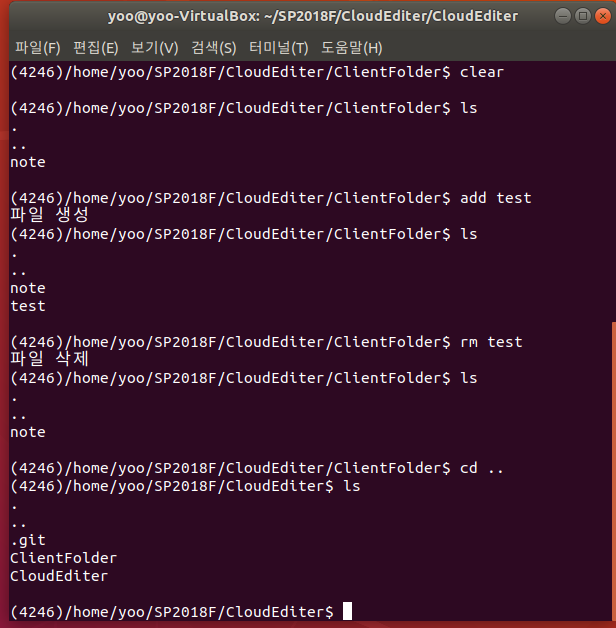 yoo@yoo-VirtualBox: ~/SP2018F/CloudEditer/CloudEditer
파일(F) 편집(E) 보기(V) 검색(S) 터미널(T) 도움말(H)
(4246)/home/yoo/SP2018F/CloudEditer/ClientFolder$ clear
(4246)/home/yoo/SP2018F/CloudEditer/ClientFolder$ ls
.
..
note
(4246)/home/yoo/SP2018F/CloudEditer/ClientFolder$ add test
파일 생성
(4246)/home/yoo/SP2018F/CloudEditer/ClientFolder$ ls
.
..
note
test
(4246)/home/yoo/SP2018F/CloudEditer/ClientFolder$ rm test
파일 삭제
(4246)/home/yoo/SP2018F/CloudEditer/ClientFolder$ ls
.
..
note
(4246)/home/yoo/SP2018F/CloudEditer/ClientFolder$ cd ..
(4246)/home/yoo/SP2018F/CloudEditer$ ls
.
..
.git
ClientFolder
CloudEditer
(4246)/home/yoo/SP2018F/CloudEditer$